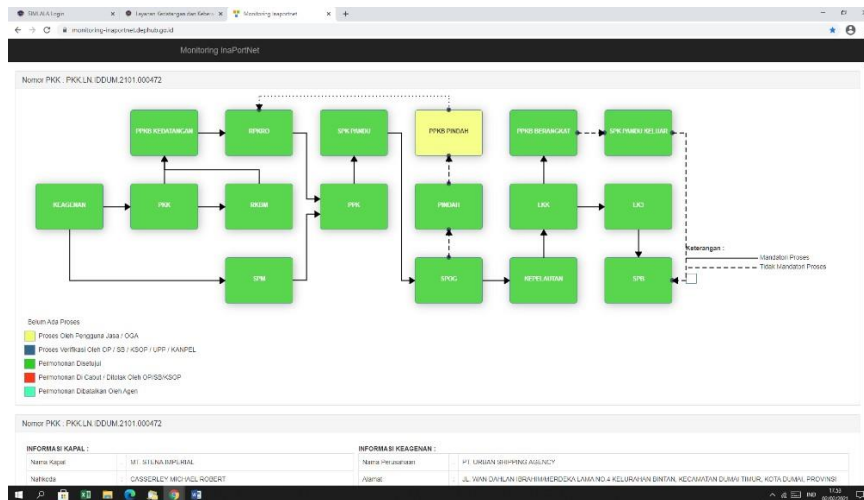 SIMLALA Login
Monitoring Inaportnet
monitoring-inaportnet.dephub.go.id
Monitoring InaPortNet
Nomor PKK : PKK.LN.IDDUM.2101.000472
PPKB KEDATANGAN
RPKRO
SPK PANDU
PPKB PINDAH
PPKB BERANGKAT
SPK PANDU KELUAR
KEAGENAN
PKK
RKBM
PPK
PINDAH
LKK
SPM
SPOG
KEPELAUTAN
SPB
Keterangan :
Mandatori Proses
Tidak Mandatori Proses
Belum Ada Proses
Proses Oleh Pengguna Jasa / OGA
Proses Verifikasi Oleh OP / SB / KSOP / UPP / KANPEL
Permohonan Disetujui
Permohonan Di Cabut / Ditolak Oleh OP/SB/KSOP
Permohonan Dibatalkan Oleh Agen
Nomor PKK : PKK.LN.IDDUM.2101.000472
INFORMASI KAPAL :
INFORMASI KEAGENAN :
Nama Kapal : MT. STENA IMPERIAL
Nama Perusahaan : PT. URBAN SHIPPING AGENCY
Nahkoda : CASSERLEY MICHAEL ROBERT
Alamat : JL. WAN DAHLAN IBRAHIM/MERDEKA LAMA NO.4 KELURAHAN BINTAN, KECAMATAN DUMAI TIMUR, KOTA DUMAI, PROVINSI
IND
17:53